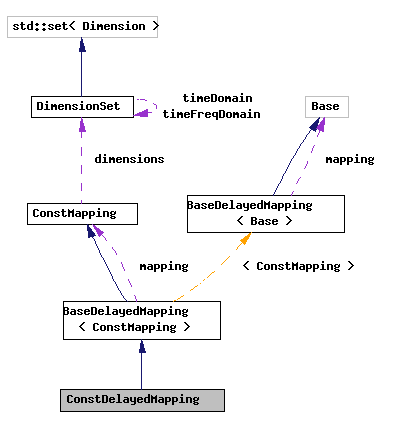 std::set< Dimension >
DimensionSet
timeDomain
timeFreqDomain
Base
dimensions
mapping
ConstMapping
BaseDelayedMapping
< Base >
mapping
< ConstMapping >
BaseDelayedMapping
< ConstMapping >
ConstDelayedMapping